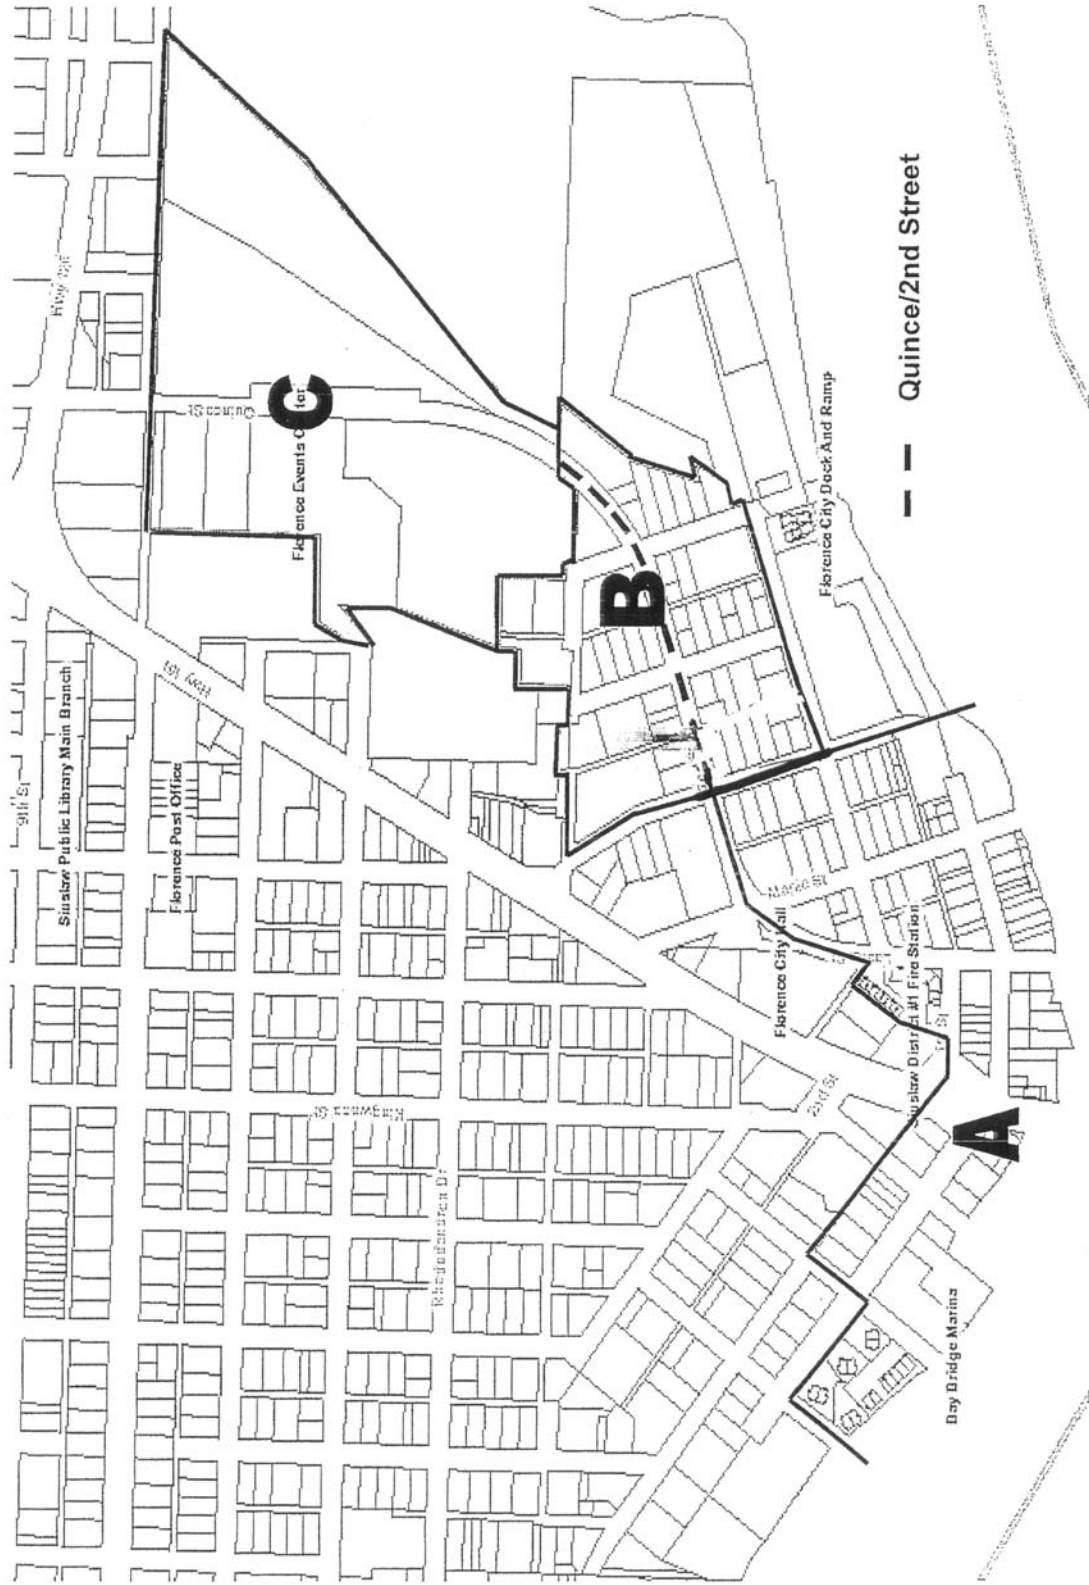 9th St
Siuslaw Public Library Main Branch
Hwy 126
Florence Post Office
Hwy 101
Quince St
C
Florence Events Center
Kingwood St
Rhododendron Dr
B
2nd St
Florence City Hall
Maple St
Florence City Dock And Ramp
Siuslaw District #1 Fire Station
Quince/2nd Street
Bay Bridge Marina
A